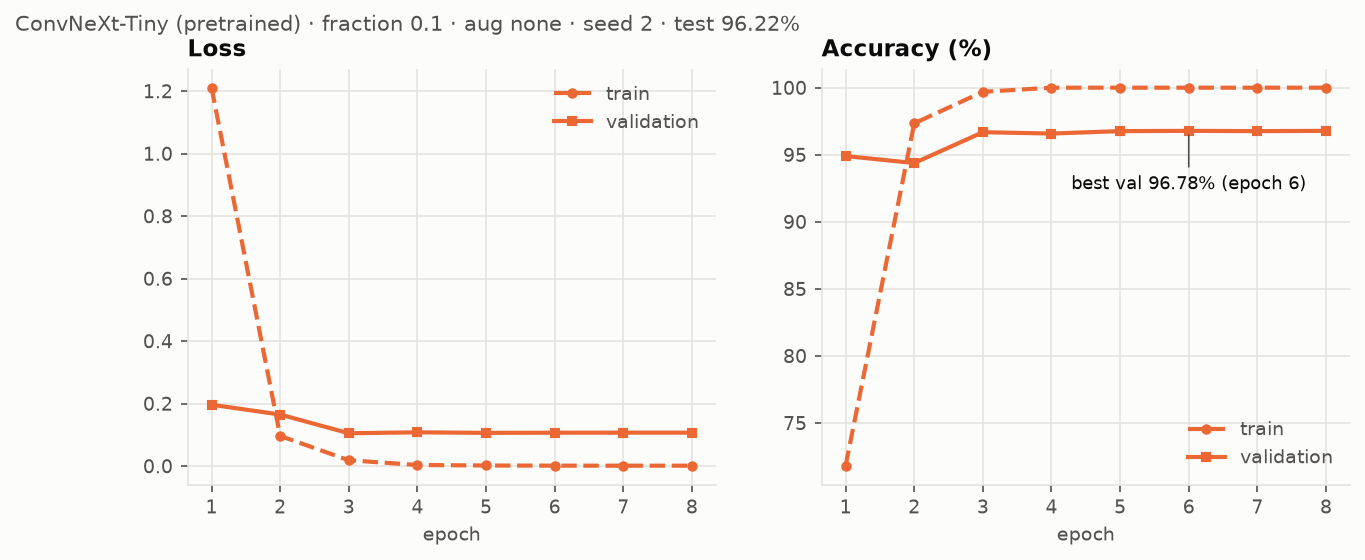 ConvNeXt-Tiny (pretrained) · fraction 0.1 · aug none · seed 2 · test 96.22%
Loss
1.2
1.0
0.8
0.6
0.4
0.2
0.0
train
validation
1 2 3 4 5 6 7 8
epoch
Accuracy (%)
100
95
90
85
80
75
best val 96.78% (epoch 6)
train
validation
1 2 3 4 5 6 7 8
epoch